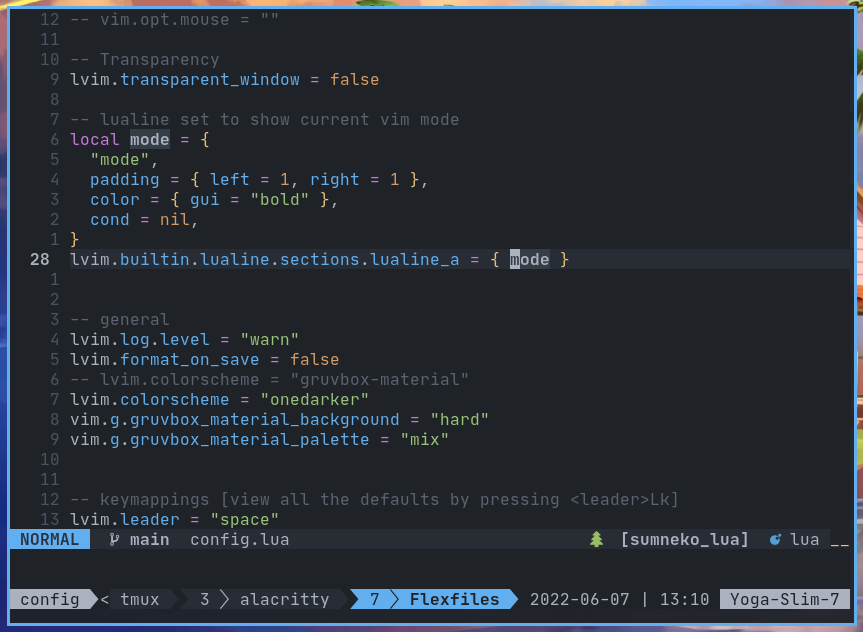 12 -- vim.opt.mouse = ""
11
10 -- Transparency
9 lvim.transparent_window = false
8
7 -- lualine set to show current vim mode
6 local mode = {
5   "mode",
4   padding = { left = 1, right = 1 },
3   color = { gui = "bold" },
2   cond = nil,
1 }
28 lvim.builtin.lualine.sections.lualine_a = { mode }
1
2
3 -- general
4 lvim.log.level = "warn"
5 lvim.format_on_save = false
6 -- lvim.colorscheme = "gruvbox-material"
7 lvim.colorscheme = "onedarker"
8 vim.g.gruvbox_material_background = "hard"
9 vim.g.gruvbox_material_palette = "mix"
10
11
12 -- keymappings [view all the defaults by pressing <leader>Lk]
13 lvim.leader = "space"
NORMAL main config.lua [sumneko_lua] lua __
config < tmux 3 alacritty 7 Flexfiles 2022-06-07 | 13:10 Yoga-Slim-7